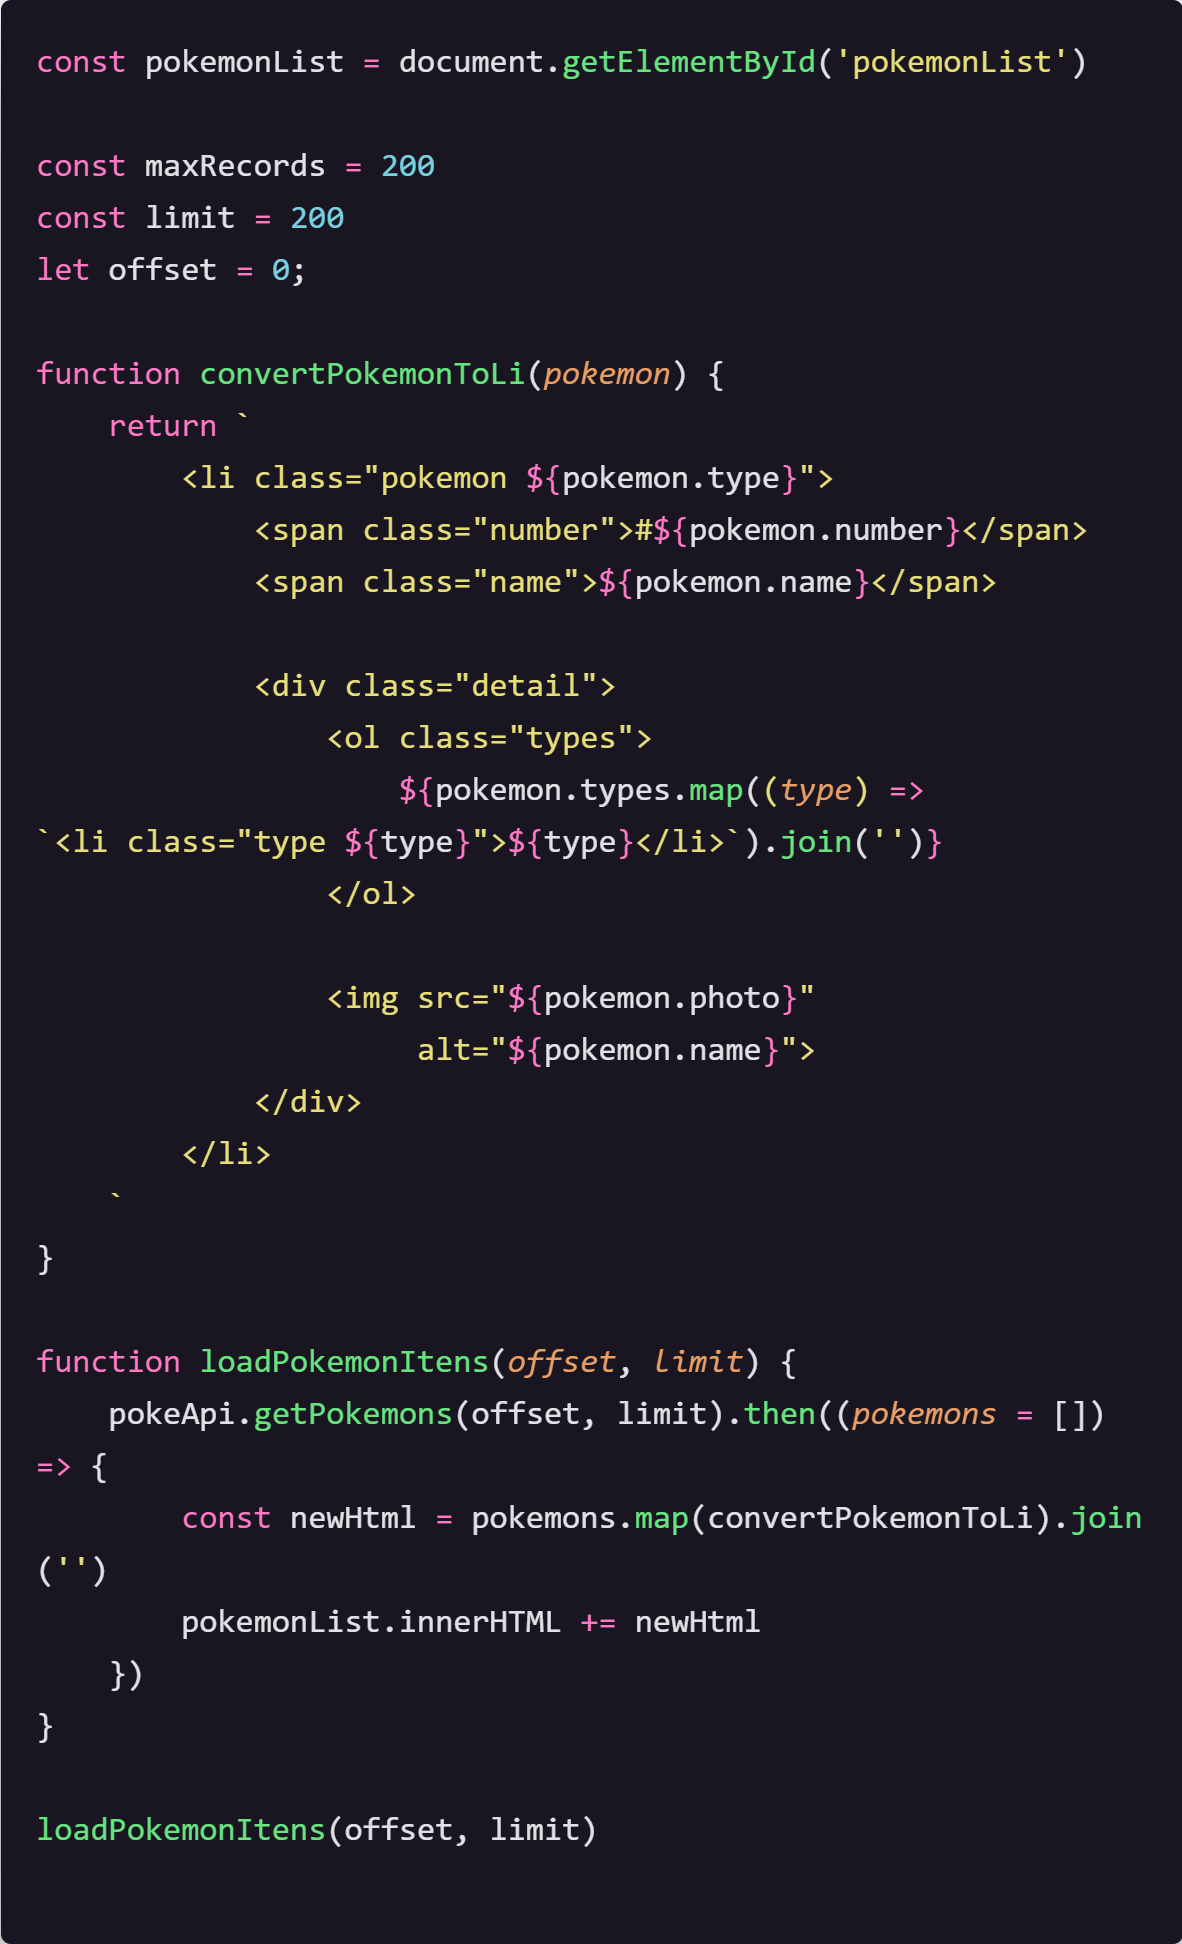 const pokemonList = document.getElementById('pokemonList')
const maxRecords = 200
const limit = 200
let offset = 0;
function convertPokemonToLi(pokemon) {
    return `
        <li class="pokemon ${pokemon.type}">
            <span class="number">#${pokemon.number}</span>
            <span class="name">${pokemon.name}</span>
            <div class="detail">
                <ol class="types">
                    ${pokemon.types.map((type) =>
`<li class="type ${type}">${type}</li>`).join('')}
                </ol>
                <img src="${pokemon.photo}"
                     alt="${pokemon.name}">
            </div>
        </li>
    `
}
function loadPokemonItens(offset, limit) {
    pokeApi.getPokemons(offset, limit).then((pokemons = [])
=> {
        const newHtml = pokemons.map(convertPokemonToLi).join
('')
        pokemonList.innerHTML += newHtml
    })
}
loadPokemonItens(offset, limit)